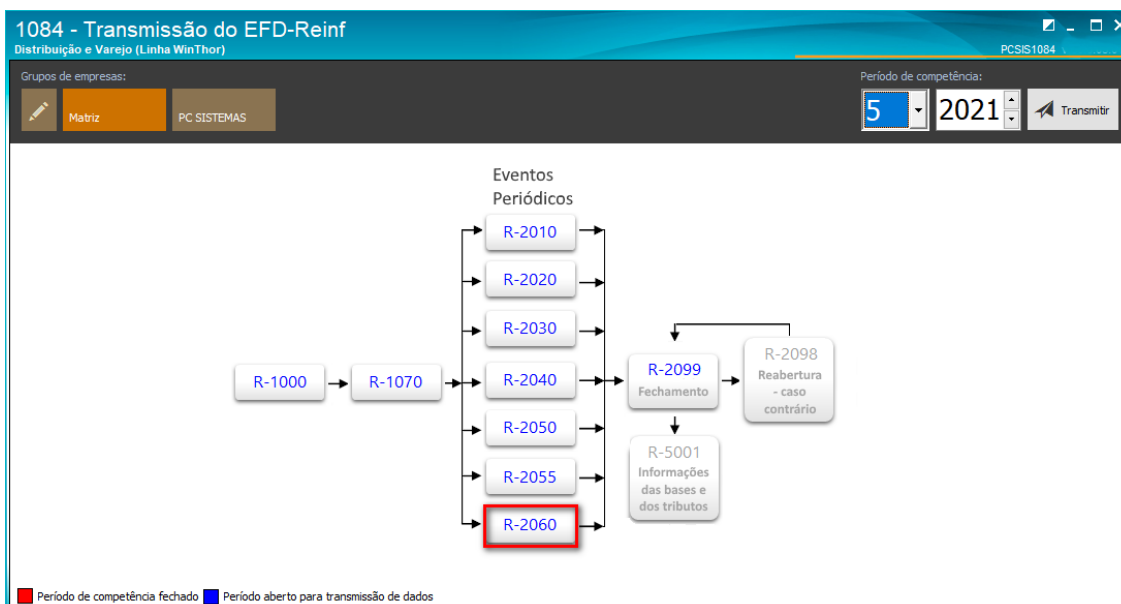 1084 - Transmissão do EFD-Reinf
Distribuição e Varejo (Linha WinThor)
PCSIS1084
Grupos de empresas:
Período de competência:
Matriz
PC SISTEMAS
5
2021
Transmitir
Eventos
Periódicos
R-2010
R-2020
R-2030
R-2040
R-2050
R-2055
R-2060
R-1000
R-1070
R-2099
Fechamento
R-2098
Reabertura
- caso
contrário
R-5001
Informações
das bases e
dos tributos
Período de competência fechado
Período aberto para transmissão de dados